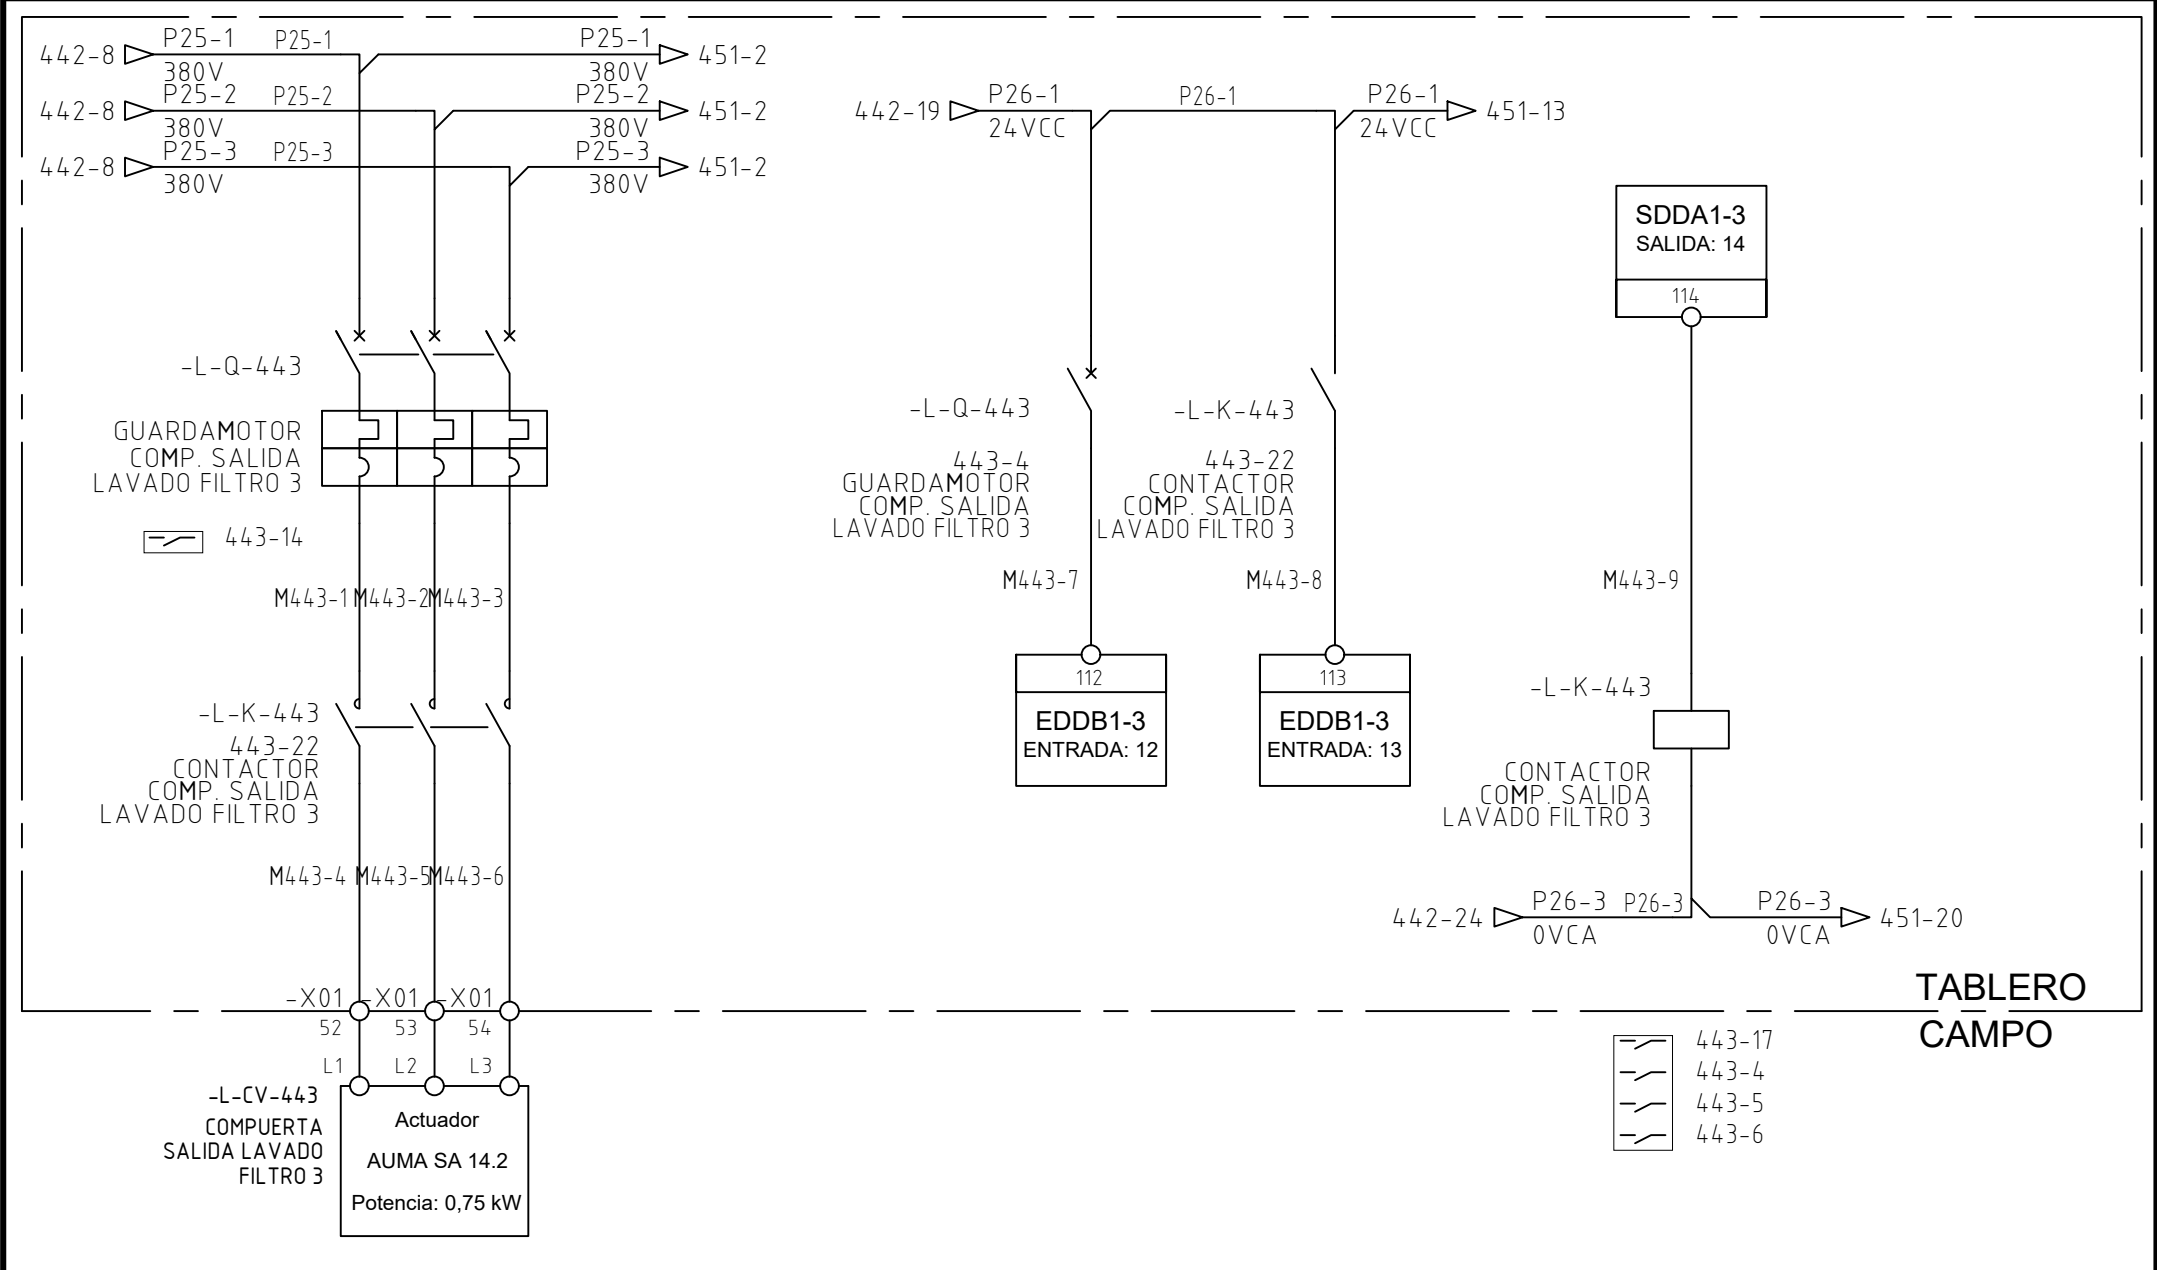 442-8 P25-1 P25-1 P25-1 451-2
380V 380V
442-8 P25-2 P25-2 P25-2 451-2
380V 380V
442-8 P25-3 P25-3 P25-3 451-2
380V 380V
-L-Q-443
GUARDAMOTOR
COMP. SALIDA
LAVADO FILTRO 3
443-14
M443-1 M443-2 M443-3
-L-K-443
443-22
CONTACTOR
COMP. SALIDA
LAVADO FILTRO 3
M443-4 M443-5 M443-6
-X01 -X01 -X01
52 53 54
L1 L2 L3
-L-CV-443
COMPUERTA
SALIDA LAVADO
FILTRO 3
Actuador
AUMA SA 14.2
Potencia: 0,75 kW
442-19 P26-1 P26-1 P26-1 451-13
24VCC 24VCC
-L-Q-443
443-4
GUARDAMOTOR
COMP. SALIDA
LAVADO FILTRO 3
M443-7
112
EDDB1-3
ENTRADA: 12
-L-K-443
443-22
CONTACTOR
COMP. SALIDA
LAVADO FILTRO 3
M443-8
113
EDDB1-3
ENTRADA: 13
SDDA1-3
SALIDA: 14
114
M443-9
-L-K-443
CONTACTOR
COMP. SALIDA
LAVADO FILTRO 3
442-24 P26-3 P26-3 P26-3 451-20
0VCA 0VCA
TABLERO
CAMPO
443-17
443-4
443-5
443-6